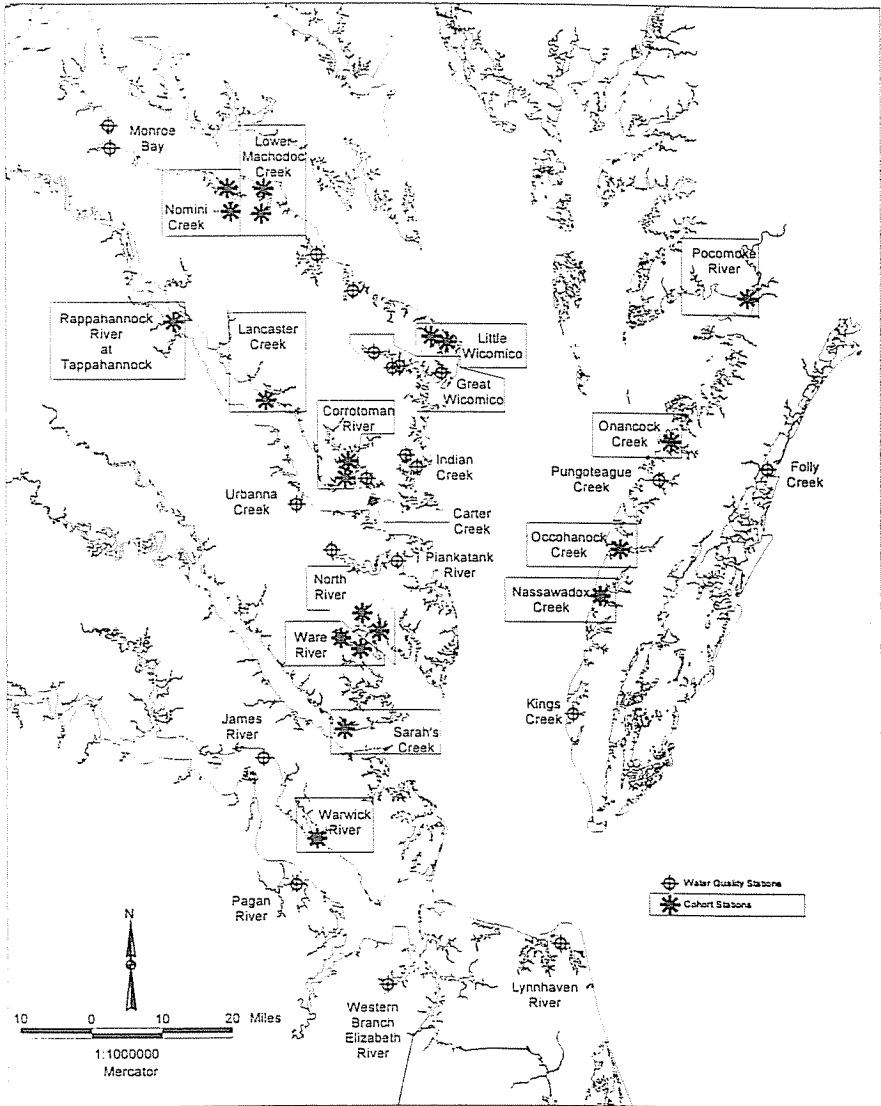 Monroe
Bay
Lower
Machodoc
Creek
Nomini
Creek
Pocomoke
River
Rappahannock
River
at
Tappahannock
Lancaster
Creek
Little
Wicomico
Great
Wicomico
Corrotoman
River
Onancock
Creek
Indian
Creek
Pungoteague
Creek
Folly
Creek
Urbanna
Creek
Carter
Creek
Occohanock
Creek
Piankatank
River
North
River
Nassawadox
Creek
Ware
River
Kings
Creek
James
River
Sarah's
Creek
Warwick
River
Pagan
River
Water Quality Stations
Cohort Stations
N
Lynnhaven
River
Western
Branch
Elizabeth
River
10 0 10 20 Miles
1:1000000
Mercator